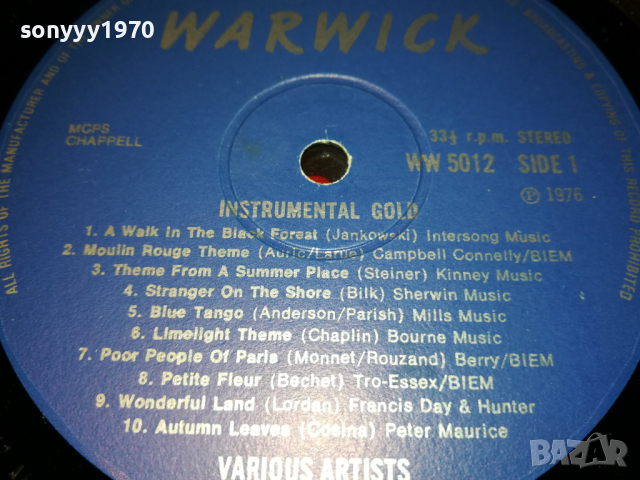 sonyyy1970
WARWICK
ALL RIGHTS OF THE MANUFACTURER AND OF THE
BROADCASTING & COPYING OF THIS RECORD PROHIBITED
MCPS
CHAPPELL
33⅓ r.p.m. STEREO
WW 5012 SIDE 1
Ⓟ 1976
INSTRUMENTAL GOLD
1. A Walk In The Black Forest (Jankowski) Intersong Music
2. Moulin Rouge Theme (Auric/Larue) Campbell Connelly/BIEM
3. Theme From A Summer Place (Steiner) Kinney Music
4. Stranger On The Shore (Bilk) Sherwin Music
5. Blue Tango (Anderson/Parish) Mills Music
6. Limelight Theme (Chaplin) Bourne Music
7. Poor People Of Paris (Monnet/Rouzand) Berry/BIEM
8. Petite Fleur (Bechet) Tro-Essex/BIEM
9. Wonderful Land (Lordan) Francis Day & Hunter
10. Autumn Leaves (Cosina) Peter Maurice
VARIOUS ARTISTS
BAZAR